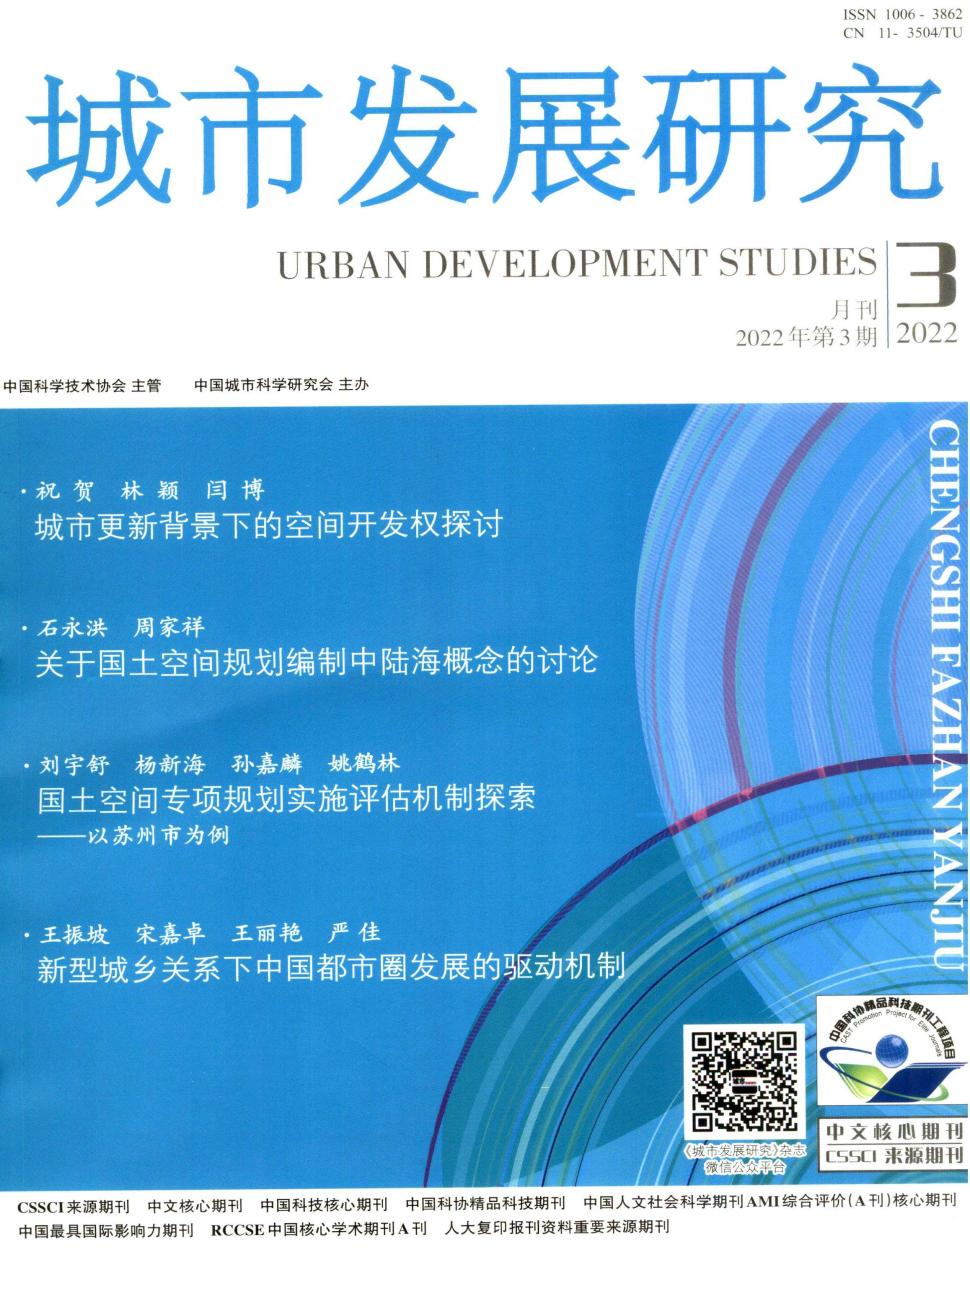 ISSN 1006 - 3862
CN 11- 3504/TU
城市发展研究
URBAN DEVELOPMENT STUDIES
3
月刊
2022年第3期
2022
中国科学技术协会 主管 中国城市科学研究会 主办
CHENGSHI FAZHAN YANJIU
·祝贺 林颖 闫博
城市更新背景下的空间开发权探讨
·石永洪 周家祥
关于国土空间规划编制中陆海概念的讨论
·刘宇舒 杨新海 孙嘉麟 姚鹤林
国土空间专项规划实施评估机制探索
——以苏州市为例
·王振坡 宋嘉卓 王丽艳 严佳
新型城乡关系下中国都市圈发展的驱动机制
中国科协精品科技期刊工程项目
CAST Promotion Project for Elite Journals
城市
《城市发展研究》杂志
微信公众平台
中文核心期刊
CSSCI 来源期刊
CSSCI来源期刊 中文核心期刊 中国科技核心期刊 中国科协精品科技期刊 中国人文社会科学期刊AMI综合评价(A刊)核心期刊
中国最具国际影响力期刊 RCCSE中国核心学术期刊A刊 人大复印报刊资料重要来源期刊